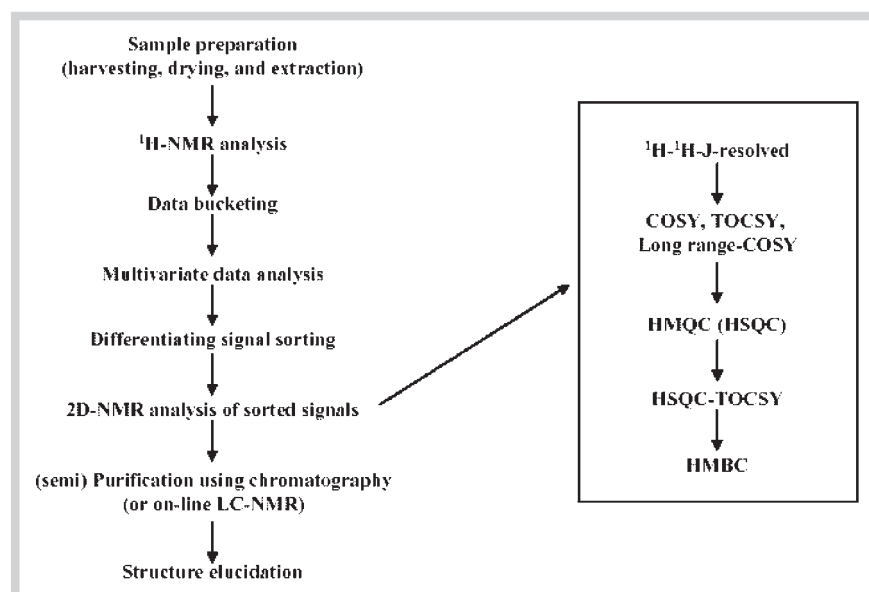 Sample preparation
(harvesting, drying, and extraction)
¹H-NMR analysis
Data bucketing
Multivariate data analysis
Differentiating signal sorting
2D-NMR analysis of sorted signals
(semi) Purification using chromatography
(or on-line LC-NMR)
Structure elucidation
¹H-¹H-J-resolved
COSY, TOCSY,
Long range-COSY
HMQC (HSQC)
HSQC-TOCSY
HMBC